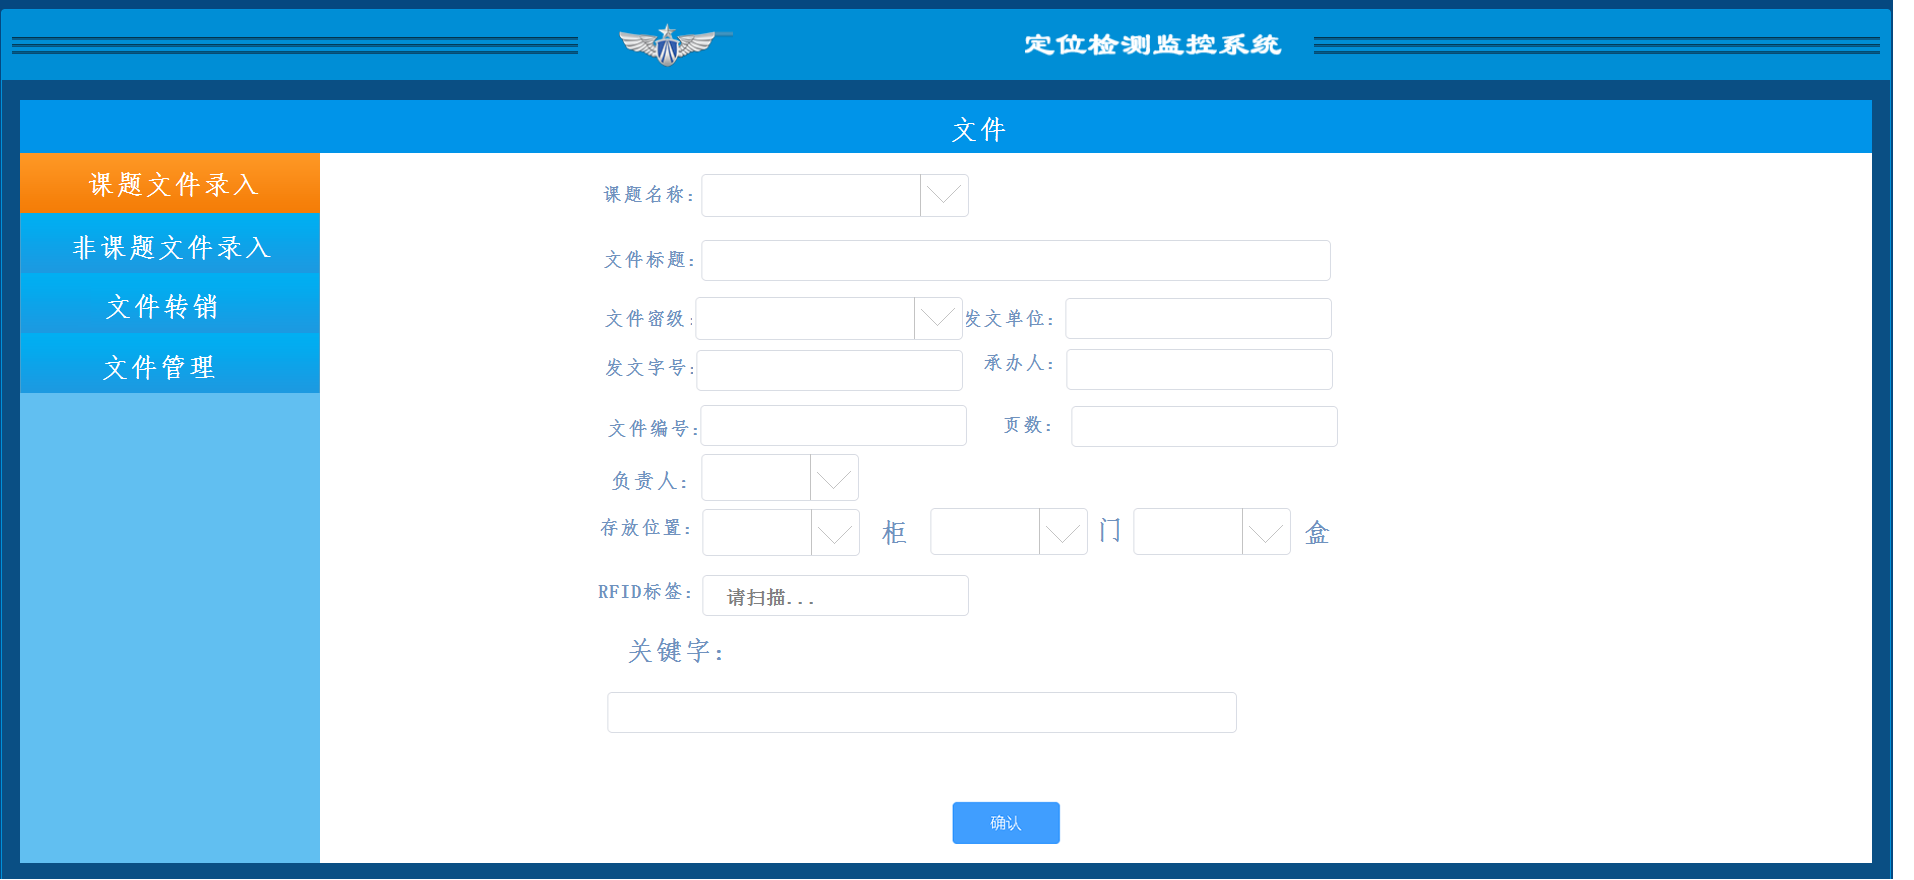 定位检测监控系统
文件
课题文件录入
非课题文件录入
文件转销
文件管理
课题名称：
文件标题：
文件密级： 发文单位：
发文字号： 承办人：
文件编号： 页数：
负责人：
存放位置： 柜 门 盒
RFID标签： 请扫描...
关键字：
确认